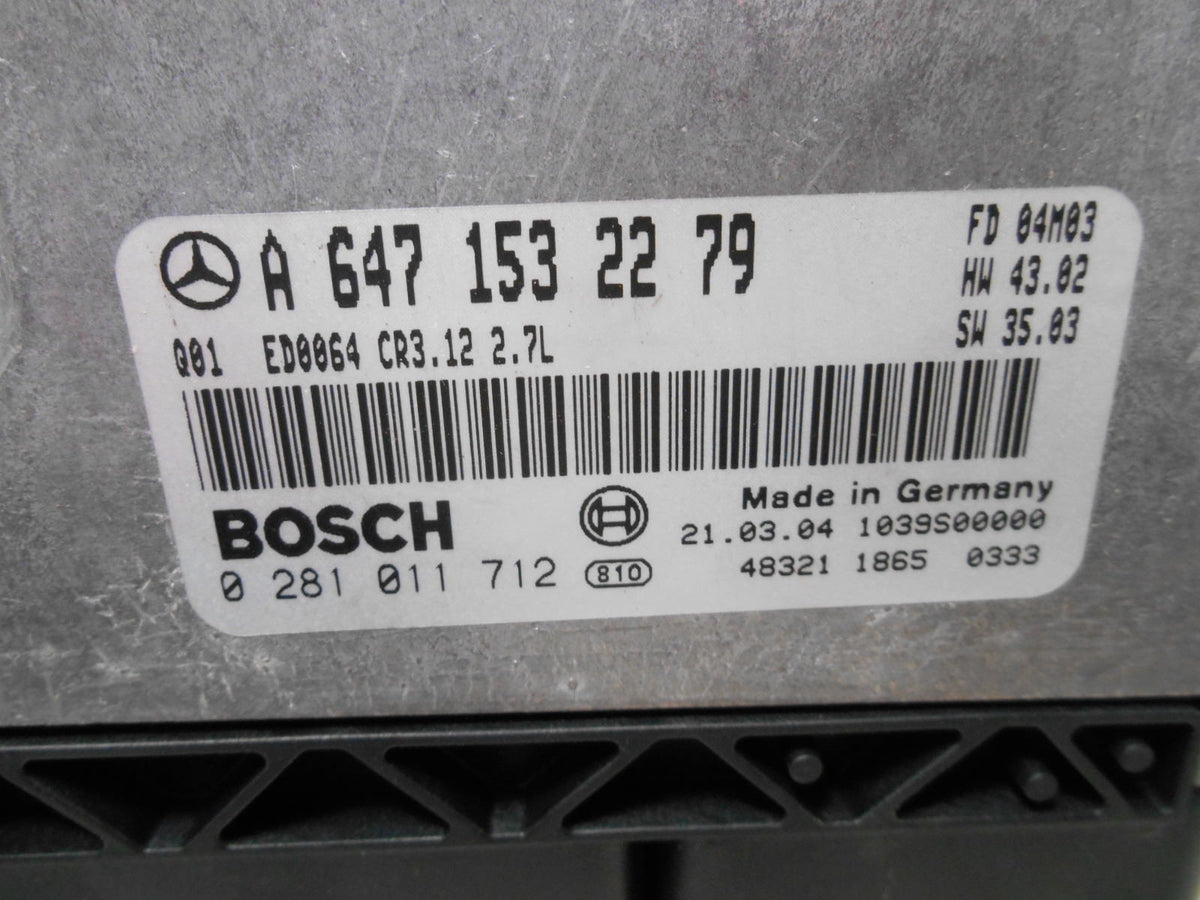 A 647 153 22 79
FD 04M03
HW 43.02
Q01 ED0064 CR3.12 2.7L
SW 35.03
BOSCH
Made in Germany
21.03.04 1039S00000
0 281 011 712
810
48321 1865 0333